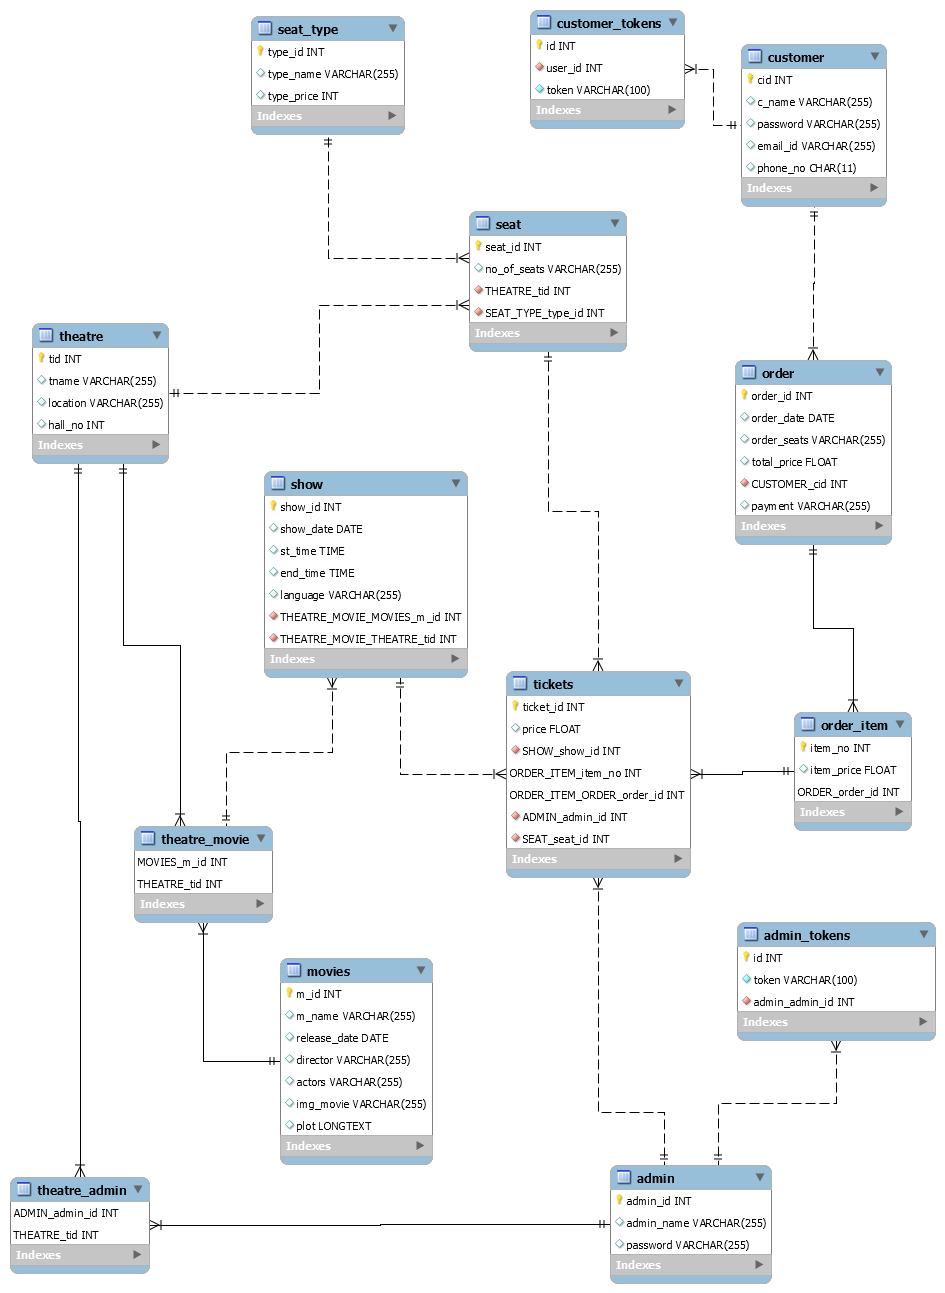 seat_type
type_id INT
type_name VARCHAR(255)
type_price INT
Indexes
customer_tokens
id INT
user_id INT
token VARCHAR(100)
Indexes
customer
cid INT
c_name VARCHAR(255)
password VARCHAR(255)
email_id VARCHAR(255)
phone_no CHAR(11)
Indexes
seat
seat_id INT
no_of_seats VARCHAR(255)
THEATRE_tid INT
SEAT_TYPE_type_id INT
Indexes
theatre
tid INT
tname VARCHAR(255)
location VARCHAR(255)
hall_no INT
Indexes
order
order_id INT
order_date DATE
order_seats VARCHAR(255)
total_price FLOAT
CUSTOMER_cid INT
payment VARCHAR(255)
Indexes
show
show_id INT
show_date DATE
st_time TIME
end_time TIME
language VARCHAR(255)
THEATRE_MOVIE_MOVIES_m_id INT
THEATRE_MOVIE_THEATRE_tid INT
Indexes
tickets
ticket_id INT
price FLOAT
SHOW_show_id INT
ORDER_ITEM_item_no INT
ORDER_ITEM_ORDER_order_id INT
ADMIN_admin_id INT
SEAT_seat_id INT
Indexes
order_item
item_no INT
item_price FLOAT
ORDER_order_id INT
Indexes
theatre_movie
MOVIES_m_id INT
THEATRE_tid INT
Indexes
movies
m_id INT
m_name VARCHAR(255)
release_date DATE
director VARCHAR(255)
actors VARCHAR(255)
img_movie VARCHAR(255)
plot LONGTEXT
Indexes
admin_tokens
id INT
token VARCHAR(100)
admin_admin_id INT
Indexes
theatre_admin
ADMIN_admin_id INT
THEATRE_tid INT
Indexes
admin
admin_id INT
admin_name VARCHAR(255)
password VARCHAR(255)
Indexes